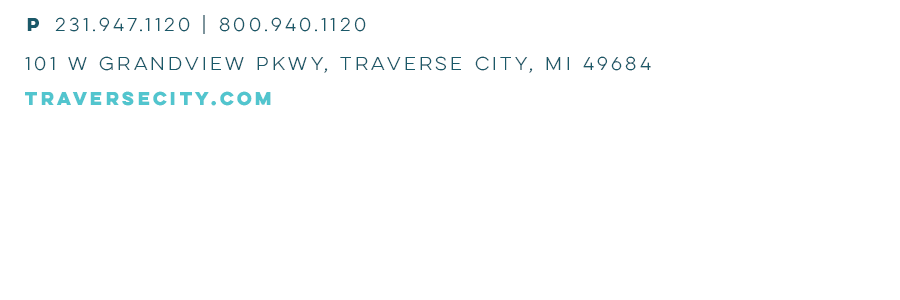 P 231.947.1120 | 800.940.1120
101 W GRANDVIEW PKWY, TRAVERSE CITY, MI 49684
TRAVERSECITY.COM